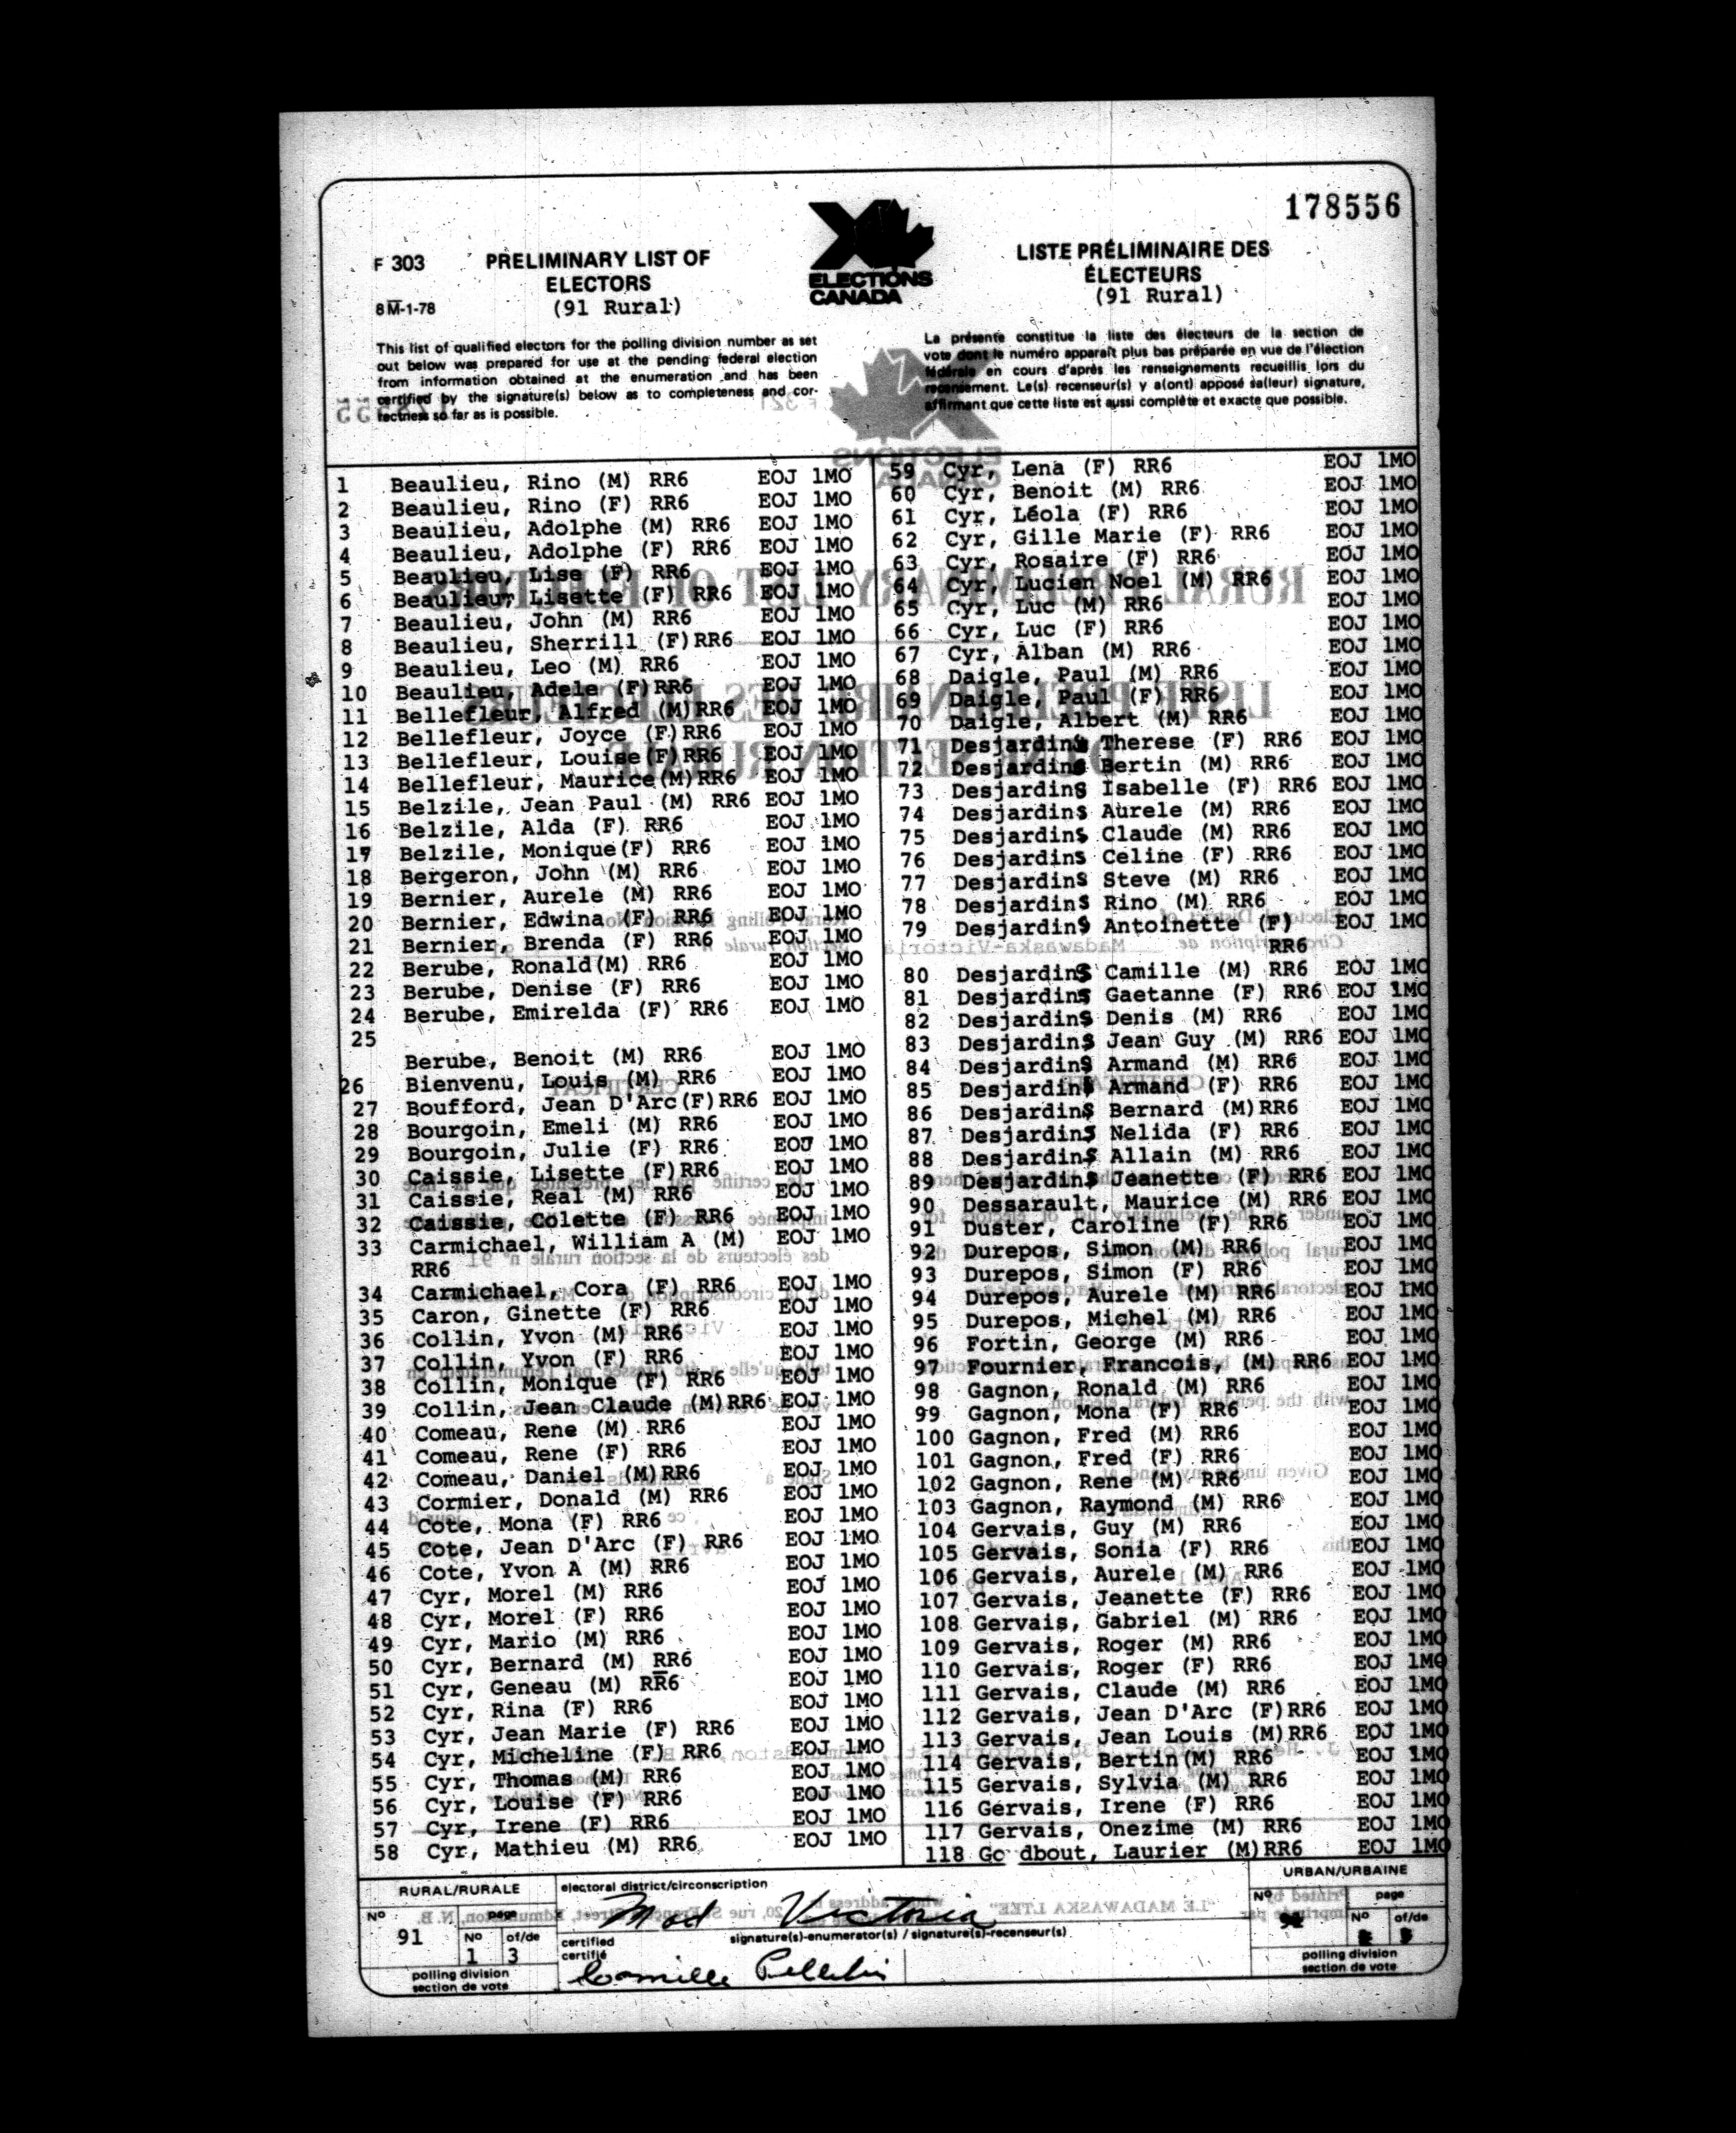 178556
F 303
PRELIMINARY LIST OF
ELECTORS
(91 Rural)
8M-1-78
ELECTIONS
CANADA
LISTE PRÉLIMINAIRE DES
ÉLECTEURS
(91 Rural)
This list of qualified electors for the polling division number as set
out below was prepared for use at the pending federal election
from information obtained at the enumeration and has been
certified by the signature(s) below as to completeness and cor-
rectness so far as is possible.
La présente constitue la liste des électeurs de la section de
vote dont le numéro apparaît plus bas préparée en vue de l'élection
fédérale en cours d'après les renseignements recueillis lors du
recensement. Le(s) recenseur(s) y a(ont) apposé sa(leur) signature,
affirmant que cette liste est aussi complète et exacte que possible.
1 Beaulieu, Rino (M) RR6 EOJ 1MO
2 Beaulieu, Rino (F) RR6 EOJ 1MO
3 Beaulieu, Adolphe (M) RR6 EOJ 1MO
4 Beaulieu, Adolphe (F) RR6 EOJ 1MO
5 Beaulieu, Lise (F) RR6 EOJ 1MO
6 Beaulieu, Lisette (F) RR6 EOJ 1MO
7 Beaulieu, John (M) RR6 EOJ 1MO
8 Beaulieu, Sherrill (F)RR6 EOJ 1MO
9 Beaulieu, Leo (M) RR6 EOJ 1MO
10 Beaulieu, Adele (F)RR6 EOJ 1MO
11 Bellefleur, Alfred (M)RR6 EOJ 1MO
12 Bellefleur, Joyce (F)RR6 EOJ 1MO
13 Bellefleur, Louise(F)RR6 EOJ 1MO
14 Bellefleur, Maurice(M)RR6 EOJ 1MO
15 Belzile, Jean Paul (M) RR6 EOJ 1MO
16 Belzile, Alda (F) RR6 EOJ 1MO
17 Belzile, Monique(F) RR6 EOJ 1MO
18 Bergeron, John (M) RR6 EOJ 1MO
19 Bernier, Aurele (M) RR6 EOJ 1MO
20 Bernier, Edwina (F) RR6 EOJ 1MO
21 Bernier, Brenda (F) RR6 EOJ 1MO
22 Berube, Ronald(M) RR6 EOJ 1MO
23 Berube, Denise (F) RR6 EOJ 1MO
24 Berube, Emirelda (F) RR6 EOJ 1MO
25
Berube, Benoit (M) RR6 EOJ 1MO
26 Bienvenu, Louis (M) RR6 EOJ 1MO
27 Boufford, Jean D'Arc(F)RR6 EOJ 1MO
28 Bourgoin, Emeli (M) RR6 EOJ 1MO
29 Bourgoin, Julie (F) RR6 EOJ 1MO
30 Caissie, Lisette (F)RR6 EOJ 1MO
31 Caissie, Real (M) RR6 EOJ 1MO
32 Caissie, Colette (F) RR6 EOJ 1MO
33 Carmichael, William A (M) EOJ 1MO
RR6
34 Carmichael, Cora (F) RR6 EOJ 1MO
35 Caron, Ginette (F) RR6 EOJ 1MO
36 Collin, Yvon (M) RR6 EOJ 1MO
37 Collin, Yvon (F) RR6 EOJ 1MO
38 Collin, Monique (F) RR6 EOJ 1MO
39 Collin, Jean Claude (M)RR6 EOJ 1MO
40 Comeau, Rene (M) RR6 EOJ 1MO
41 Comeau, Rene (F) RR6 EOJ 1MO
42 Comeau, Daniel (M)RR6 EOJ 1MO
43 Cormier, Donald (M) RR6 EOJ 1MO
44 Cote, Mona (F) RR6 EOJ 1MO
45 Cote, Jean D'Arc (F) RR6 EOJ 1MO
46 Cote, Yvon A (M) RR6 EOJ 1MO
47 Cyr, Morel (M) RR6 EOJ 1MO
48 Cyr, Morel (F) RR6 EOJ 1MO
49 Cyr, Mario (M) RR6 EOJ 1MO
50 Cyr, Bernard (M) RR6 EOJ 1MO
51 Cyr, Geneau (M) RR6 EOJ 1MO
52 Cyr, Rina (F) RR6 EOJ 1MO
53 Cyr, Jean Marie (F) RR6 EOJ 1MO
54 Cyr, Micheline (F) RR6 EOJ 1MO
55 Cyr, Thomas (M) RR6 EOJ 1MO
56 Cyr, Louise (F) RR6 EOJ 1MO
57 Cyr, Irene (F) RR6 EOJ 1MO
58 Cyr, Mathieu (M) RR6 EOJ 1MO
59 Cyr, Lena (F) RR6 EOJ 1MO
60 Cyr, Benoit (M) RR6 EOJ 1MO
61 Cyr, Léola (F) RR6 EOJ 1MO
62 Cyr, Gille Marie (F) RR6 EOJ 1MO
63 Cyr, Rosaire (F) RR6 EOJ 1MO
64 Cyr, Lucien Noel (M) RR6 EOJ 1MO
65 Cyr, Luc (M) RR6 EOJ 1MO
66 Cyr, Luc (F) RR6 EOJ 1MO
67 Cyr, Alban (M) RR6 EOJ 1MO
68 Daigle, Paul (M) RR6 EOJ 1MO
69 Daigle, Paul (F) RR6 EOJ 1MO
70 Daigle, Albert (M) RR6 EOJ 1MO
71 Desjardins Therese (F) RR6 EOJ 1MO
72 Desjardins Bertin (M) RR6 EOJ 1MO
73 Desjardins Isabelle (F) RR6 EOJ 1MO
74 Desjardins Aurele (M) RR6 EOJ 1MO
75 Desjardins Claude (M) RR6 EOJ 1MO
76 Desjardins Celine (F) RR6 EOJ 1MO
77 Desjardins Steve (M) RR6 EOJ 1MO
78 Desjardins Rino (M) RR6 EOJ 1MO
79 Desjardins Antoinette (F) EOJ 1MO
RR6
80 Desjardins Camille (M) RR6 EOJ 1MO
81 Desjardins Gaetanne (F) RR6 EOJ 1MO
82 Desjardins Denis (M) RR6 EOJ 1MO
83 Desjardins Jean Guy (M) RR6 EOJ 1MO
84 Desjardins Armand (M) RR6 EOJ 1MO
85 Desjardins Armand (F) RR6 EOJ 1MO
86 Desjardins Bernard (M)RR6 EOJ 1MO
87 Desjardins Nelida (F) RR6 EOJ 1MO
88 Desjardins Allain (M) RR6 EOJ 1MO
89 Desjardins Jeanette (F) RR6 EOJ 1MO
90 Dessarault, Maurice (M) RR6 EOJ 1MO
91 Duster, Caroline (F) RR6 EOJ 1MO
92 Durepos, Simon (M) RR6 EOJ 1MO
93 Durepos, Simon (F) RR6 EOJ 1MO
94 Durepos, Aurele (M) RR6 EOJ 1MO
95 Durepos, Michel (M) RR6 EOJ 1MO
96 Fortin, George (M) RR6 EOJ 1MO
97 Fournier, Francois, (M) RR6 EOJ 1MO
98 Gagnon, Ronald (M) RR6 EOJ 1MO
99 Gagnon, Mona (F) RR6 EOJ 1MO
100 Gagnon, Fred (M) RR6 EOJ 1MO
101 Gagnon, Fred (F) RR6 EOJ 1MO
102 Gagnon, Rene (M) RR6 EOJ 1MO
103 Gagnon, Raymond (M) RR6 EOJ 1MO
104 Gervais, Guy (M) RR6 EOJ 1MO
105 Gervais, Sonia (F) RR6 EOJ 1MO
106 Gervais, Aurele (M) RR6 EOJ 1MO
107 Gervais, Jeanette (F) RR6 EOJ 1MO
108 Gervais, Gabriel (M) RR6 EOJ 1MO
109 Gervais, Roger (M) RR6 EOJ 1MO
110 Gervais, Roger (F) RR6 EOJ 1MO
111 Gervais, Claude (M) RR6 EOJ 1MO
112 Gervais, Jean D'Arc (F)RR6 EOJ 1MO
113 Gervais, Jean Louis (M)RR6 EOJ 1MO
114 Gervais, Bertin(M) RR6 EOJ 1MO
115 Gervais, Sylvia (M) RR6 EOJ 1MO
116 Gervais, Irene (F) RR6 EOJ 1MO
117 Gervais, Onezime (M) RR6 EOJ 1MO
118 Go dbout, Laurier (M)RR6 EOJ 1MO
RURAL/RURALE
No
91
page
No of/de
1 3
polling division
section de vote
electoral district/circonscription
Mad Victoria
certified
certifié
signature(s)-enumerator(s) / signature(s)-recenseur(s)
Camille Pelletier
URBAN/URBAINE
No
page
No of/de
polling division
section de vote